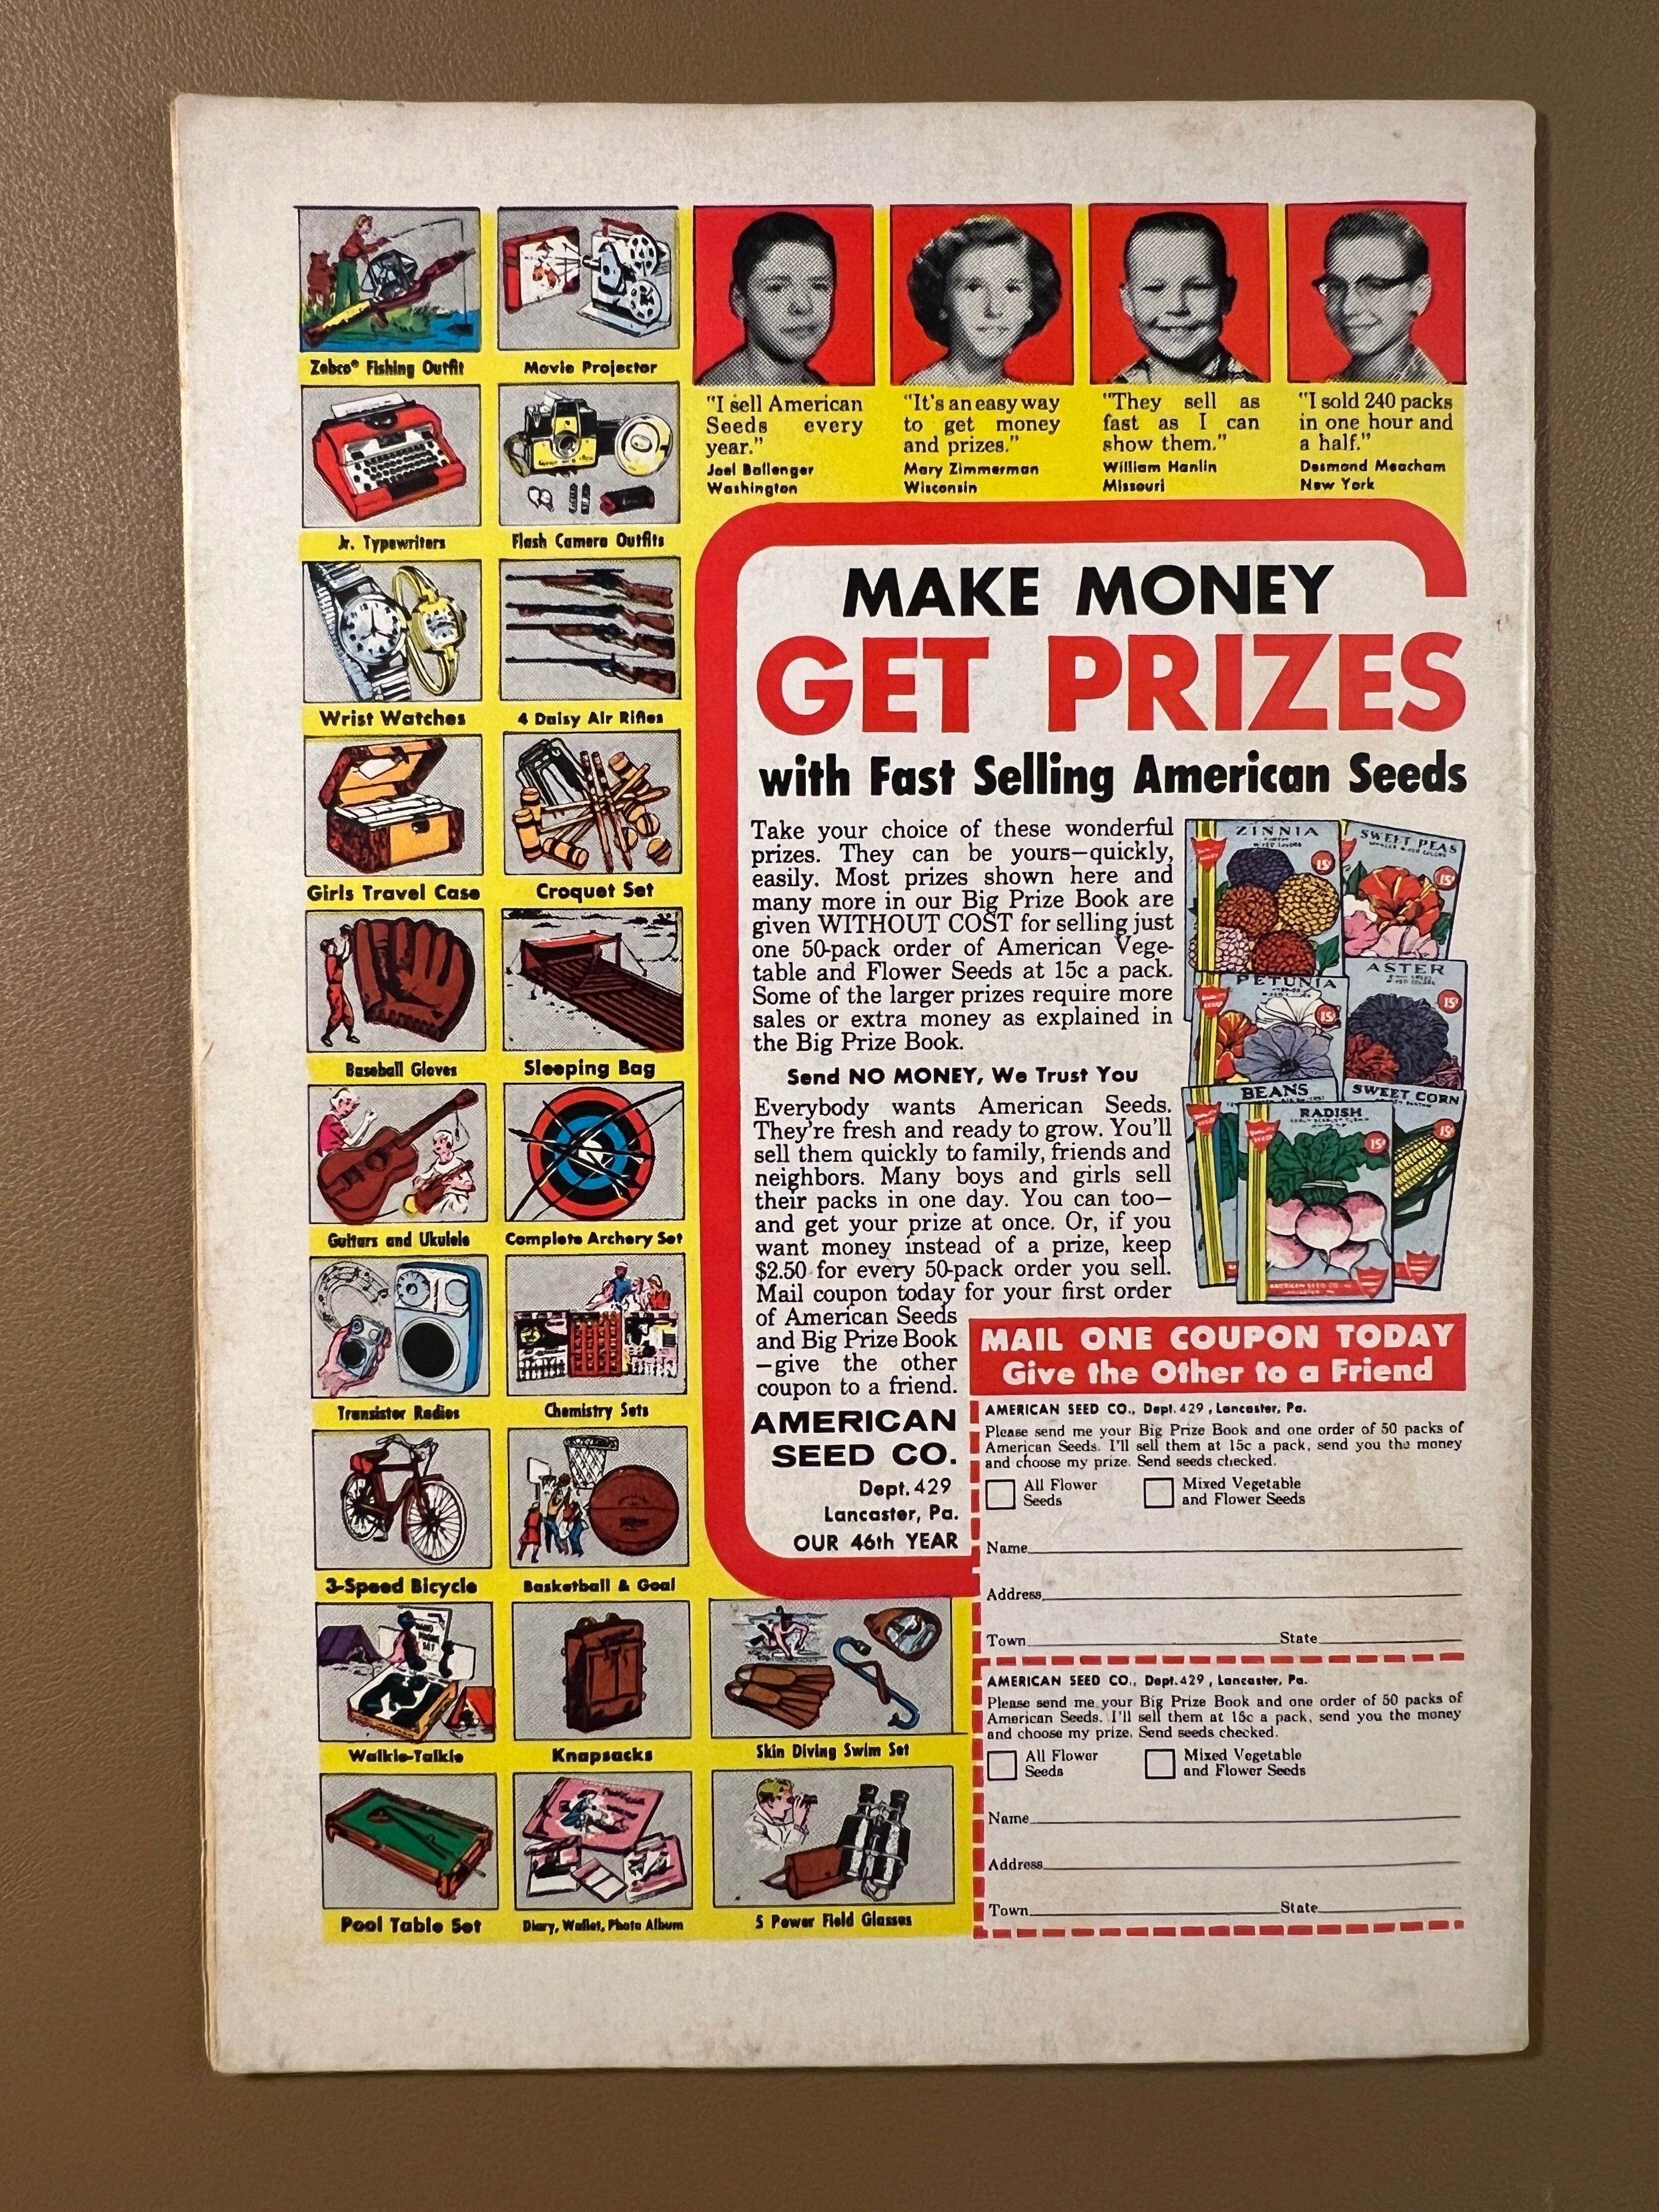 Zebco® Fishing Outfit
Movie Projector
Jr. Typewriters
Flash Camera Outfits
Wrist Watches
4 Daisy Air Rifles
Girls Travel Case
Croquet Set
Baseball Gloves
Sleeping Bag
Guitars and Ukulele
Complete Archery Set
Transistor Radios
Chemistry Sets
3-Speed Bicycle
Basketball & Goal
Walkie-Talkie
Knapsacks
Skin Diving Swim Set
Pool Table Set
Diary, Wallet, Photo Album
5 Power Field Glasses
"I sell American
Seeds every
year."
Joel Ballenger
Washington
"It's an easy way
to get money
and prizes."
Mary Zimmerman
Wisconsin
"They sell as
fast as I can
show them."
William Hanlin
Missouri
"I sold 240 packs
in one hour and
a half."
Desmond Meacham
New York
MAKE MONEY
GET PRIZES
with Fast Selling American Seeds
Take your choice of these wonderful
prizes. They can be yours—quickly,
easily. Most prizes shown here and
many more in our Big Prize Book are
given WITHOUT COST for selling just
one 50-pack order of American Vege-
table and Flower Seeds at 15c a pack.
Some of the larger prizes require more
sales or extra money as explained in
the Big Prize Book.
Send NO MONEY, We Trust You
Everybody wants American Seeds.
They're fresh and ready to grow. You'll
sell them quickly to family, friends and
neighbors. Many boys and girls sell
their packs in one day. You can too—
and get your prize at once. Or, if you
want money instead of a prize, keep
$2.50 for every 50-pack order you sell.
Mail coupon today for your first order
of American Seeds
and Big Prize Book
—give the other
coupon to a friend.
AMERICAN
SEED CO.
Dept. 429
Lancaster, Pa.
OUR 46th YEAR
ZINNIA
15¢
SWEET PEAS
15¢
PETUNIA
15¢
ASTER
15¢
BEANS
SWEET CORN
15¢
RADISH
15¢
MAIL ONE COUPON TODAY
Give the Other to a Friend
AMERICAN SEED CO., Dept. 429, Lancaster, Pa.
Please send me your Big Prize Book and one order of 50 packs of
American Seeds. I'll sell them at 15c a pack, send you the money
and choose my prize. Send seeds checked.
All Flower
Seeds
Mixed Vegetable
and Flower Seeds
Name
Address
Town State
AMERICAN SEED CO., Dept. 429, Lancaster, Pa.
Please send me your Big Prize Book and one order of 50 packs of
American Seeds. I'll sell them at 15c a pack, send you the money
and choose my prize. Send seeds checked.
All Flower
Seeds
Mixed Vegetable
and Flower Seeds
Name
Address
Town State